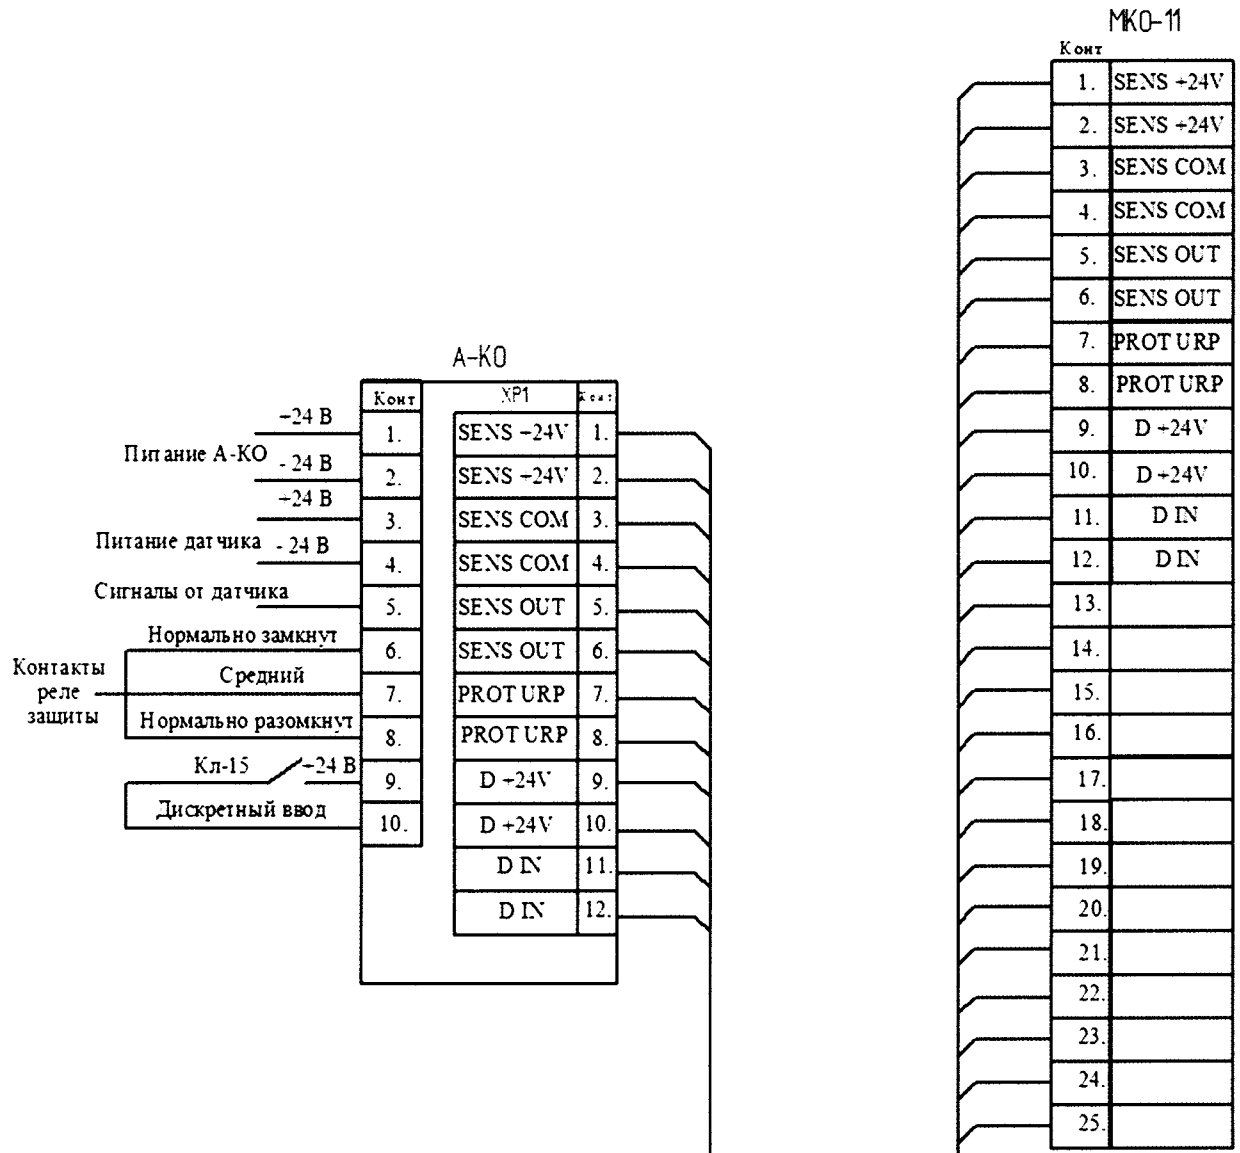 МКО-11
Конт
1. SENS +24V
2. SENS +24V
3. SENS COM
4. SENS COM
5. SENS OUT
6. SENS OUT
7. PROT URP
8. PROT URP
9. D +24V
10. D +24V
11. D IN
12. D IN
13.
14.
15.
16.
17.
18.
19.
20.
21.
22.
23.
24.
25.
А-КО
Конт
XP1
Конт
+24 В
Питание А-КО
- 24 В
+24 В
Питание датчика
- 24 В
Сигналы от датчика
Нормально замкнут
Контакты
реле
защиты
Средний
Нормально разомкнут
Кл-15
+24 В
Дискретный ввод
1.
2.
3.
4.
5.
6.
7.
8.
9.
10.
SENS +24V 1.
SENS +24V 2.
SENS COM 3.
SENS COM 4.
SENS OUT 5.
SENS OUT 6.
PROT URP 7.
PROT URP 8.
D +24V 9.
D +24V 10.
D IN 11.
D IN 12.